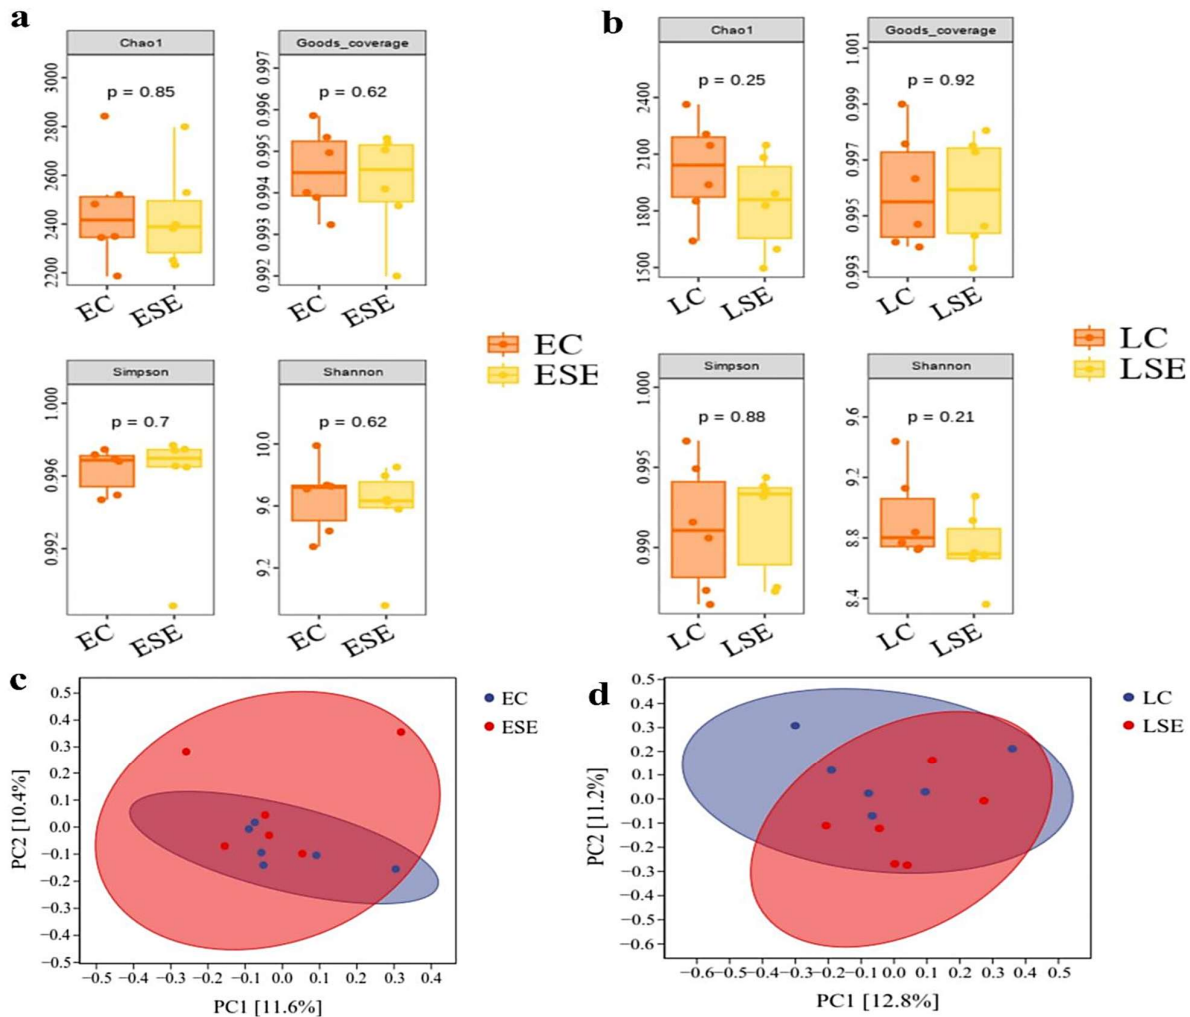 a
b
Chao1
Goods_coverage
p = 0.85
p = 0.62
3000
2800
2600
2400
2200
0.997
0.996
0.995
0.994
0.993
0.992
EC
ESE
EC
ESE
Chao1
Goods_coverage
p = 0.25
p = 0.92
2400
2100
1800
1500
1.001
0.999
0.997
0.995
0.993
LC
LSE
LC
LSE
EC
ESE
LC
LSE
Simpson
Shannon
p = 0.7
p = 0.62
1.000
0.996
0.992
10.0
9.6
9.2
EC
ESE
EC
ESE
Simpson
Shannon
p = 0.88
p = 0.21
1.000
0.995
0.990
9.6
9.2
8.8
8.4
LC
LSE
LC
LSE
c
0.5
0.4
0.3
0.2
0.1
0.0
−0.1
−0.2
−0.3
−0.4
−0.5
PC2 [10.4%]
−0.5 −0.4 −0.3 −0.2 −0.1 0.0 0.1 0.2 0.3 0.4
PC1 [11.6%]
EC
ESE
d
0.5
0.4
0.3
0.2
0.1
0.0
−0.1
−0.2
−0.3
−0.4
−0.5
−0.6
PC2 [11.2%]
−0.6 −0.5 −0.4 −0.3 −0.2 −0.1 0.0 0.1 0.2 0.3 0.4 0.5
PC1 [12.8%]
LC
LSE